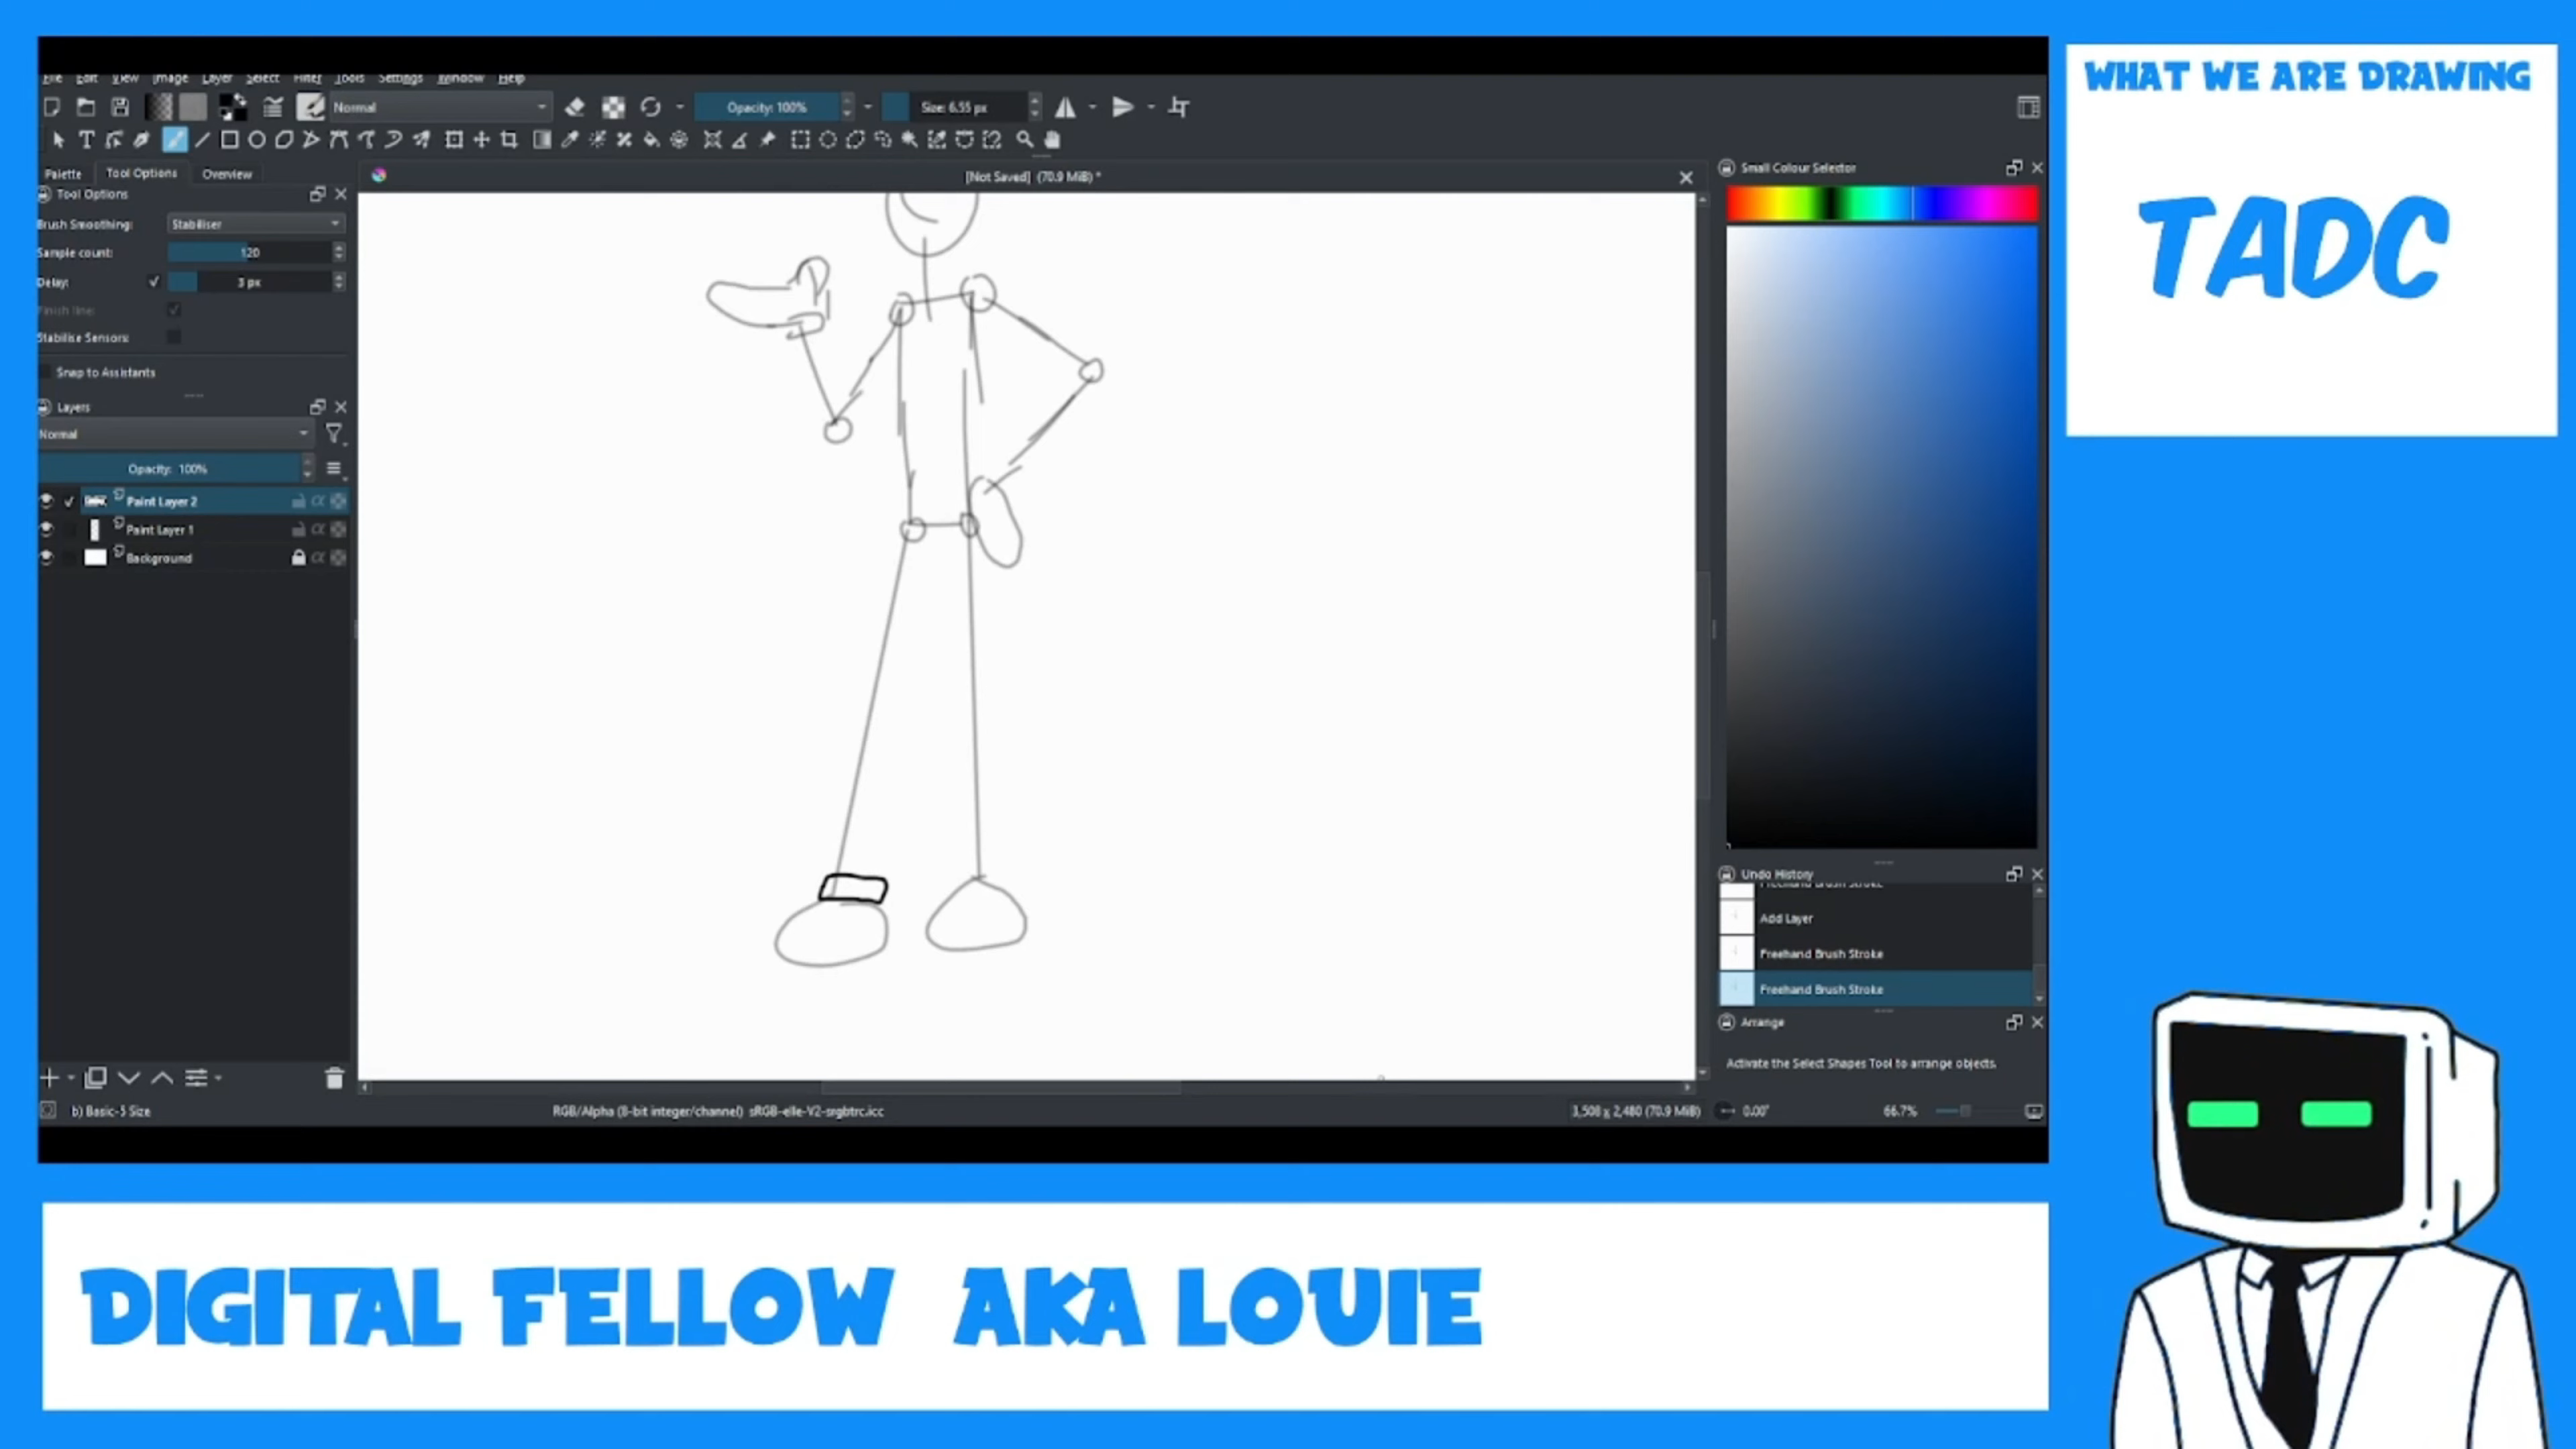 WHAT WE ARE DRAWING
TADC
File Edit View Image Layer Select Filter Tools Settings Window Help
Normal
Opacity: 100%
Size: 6.55 px
Palette
Tool Options
Overview
[Not Saved] (70.9 MiB) *
Tool Options
Brush Smoothing:
Stabiliser
Sample count:
120
Delay:
3 px
Finish line:
Stabilise Sensors:
Snap to Assistants
Layers
Normal
Opacity: 100%
Paint Layer 2
Paint Layer 1
Background
Small Colour Selector
Undo History
Freehand Brush Stroke
Add Layer
Freehand Brush Stroke
Freehand Brush Stroke
Arrange
Activate the Select Shapes Tool to arrange objects.
b) Basic-5 Size
RGB/Alpha (8-bit integer/channel) sRGB-elle-V2-srgbtrc.icc
3,508 x 2,480 (70.9 MiB)
0.00°
66.7%
DIGITAL FELLOW AKA LOUIE